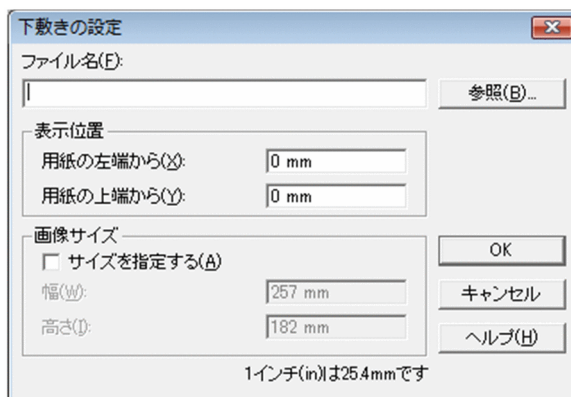 下敷きの設定
ファイル名(F):
参照(B)...
表示位置
用紙の左端から(X): 0 mm
用紙の上端から(Y): 0 mm
画像サイズ
サイズを指定する(A)
幅(W): 257 mm
高さ(I): 182 mm
OK
キャンセル
ヘルプ(H)
1インチ(in)は25.4mmです